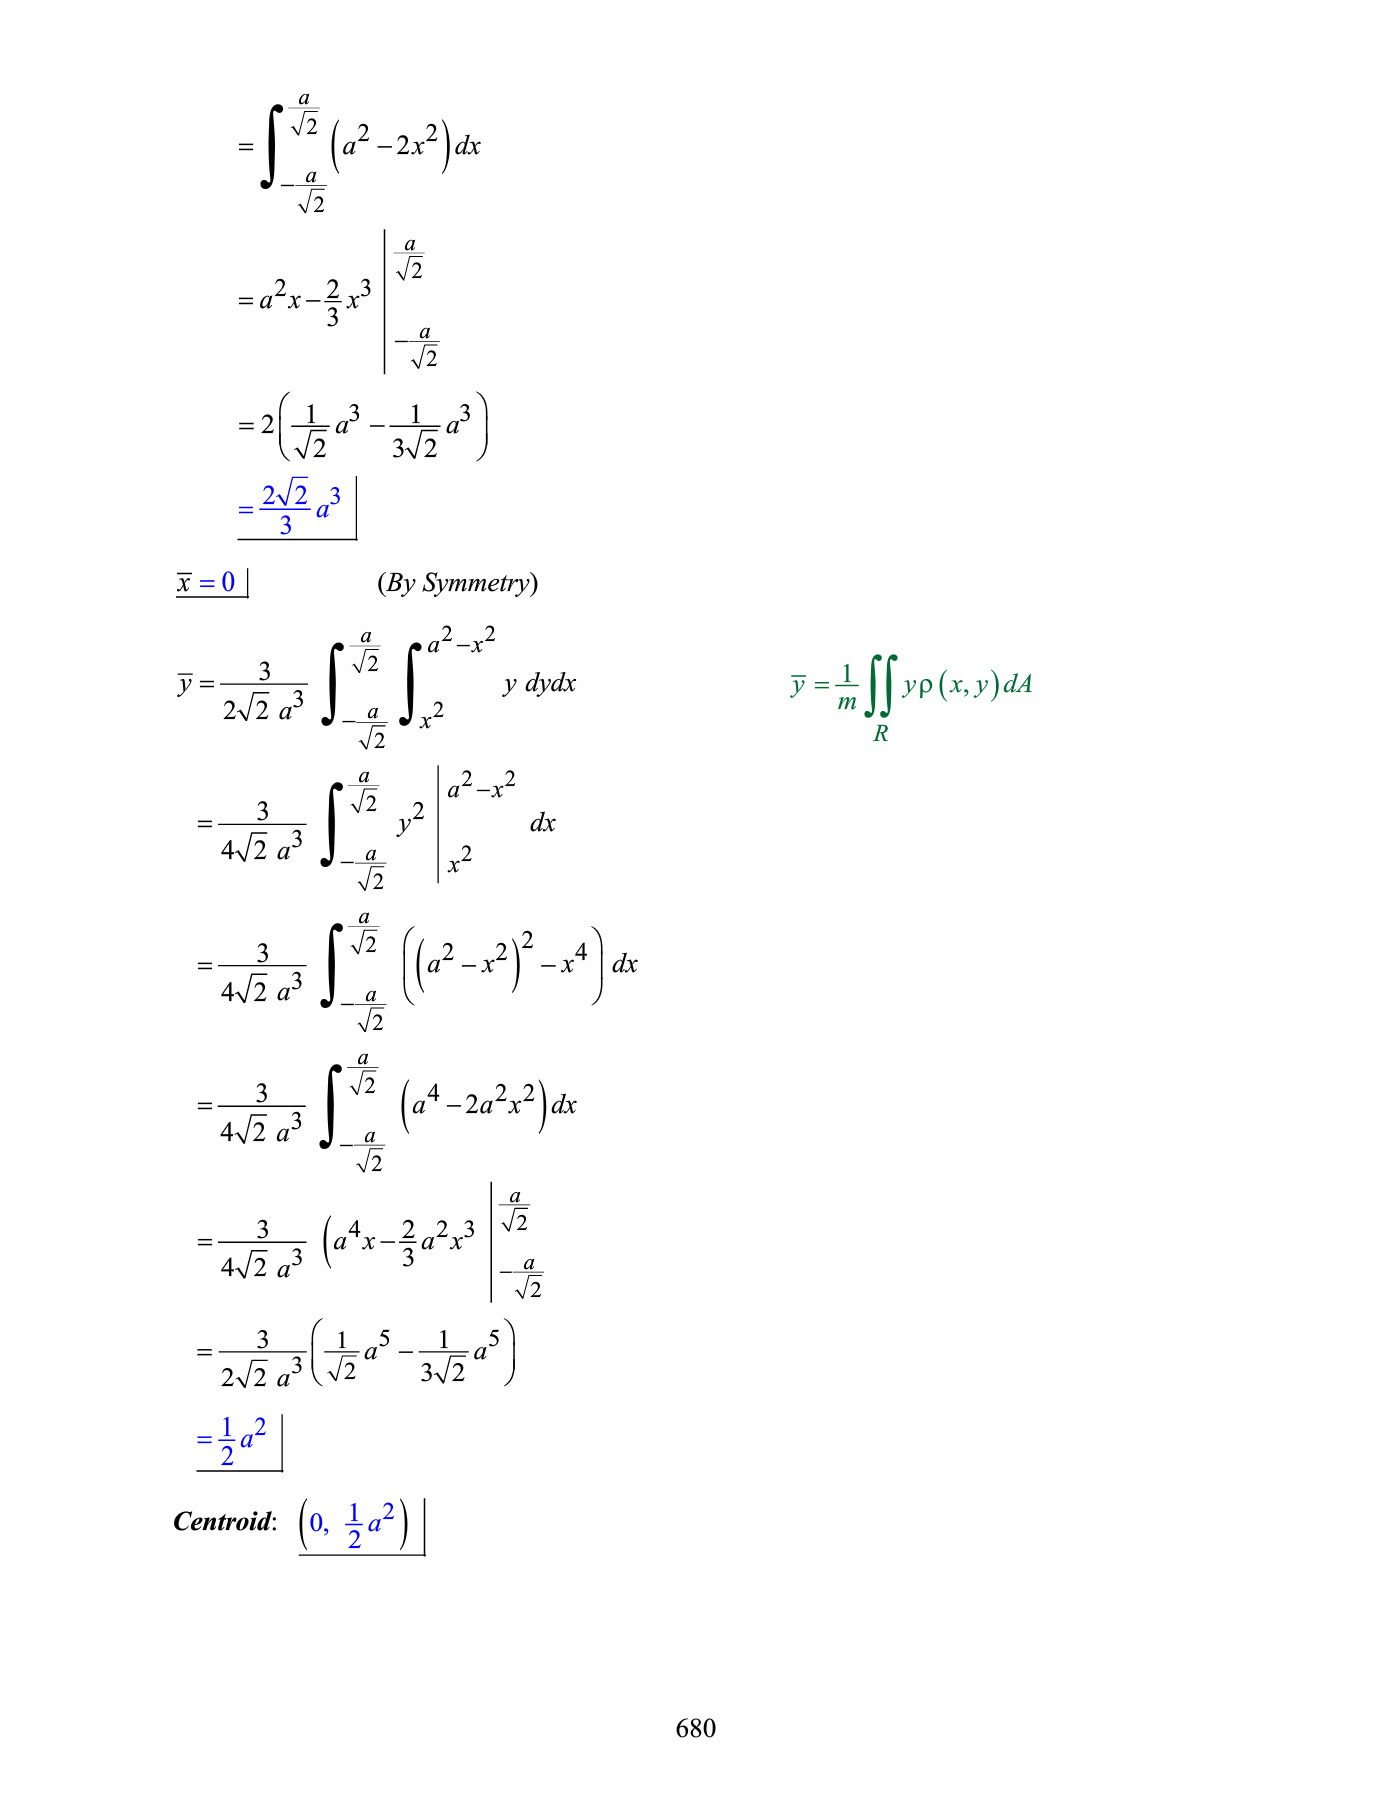 $= \int_{-\frac{a}{\sqrt{2}}}^{\frac{a}{\sqrt{2}}} \left( a^2 - 2x^2 \right) dx$
$= a^2 x - \frac{2}{3} x^3 \Big|_{-\frac{a}{\sqrt{2}}}^{\frac{a}{\sqrt{2}}}$
$= 2 \left( \frac{1}{\sqrt{2}} a^3 - \frac{1}{3\sqrt{2}} a^3 \right)$
$= \frac{2\sqrt{2}}{3} a^3$
$\overline{x} = 0$ (By Symmetry)
$\overline{y} = \frac{3}{2\sqrt{2}\, a^3} \int_{-\frac{a}{\sqrt{2}}}^{\frac{a}{\sqrt{2}}} \int_{x^2}^{a^2 - x^2} y \, dydx$ $\overline{y} = \frac{1}{m} \iint_R y \rho(x, y) dA$
$= \frac{3}{4\sqrt{2}\, a^3} \int_{-\frac{a}{\sqrt{2}}}^{\frac{a}{\sqrt{2}}} y^2 \Big|_{x^2}^{a^2 - x^2} dx$
$= \frac{3}{4\sqrt{2}\, a^3} \int_{-\frac{a}{\sqrt{2}}}^{\frac{a}{\sqrt{2}}} \left( \left( a^2 - x^2 \right)^2 - x^4 \right) dx$
$= \frac{3}{4\sqrt{2}\, a^3} \int_{-\frac{a}{\sqrt{2}}}^{\frac{a}{\sqrt{2}}} \left( a^4 - 2a^2 x^2 \right) dx$
$= \frac{3}{4\sqrt{2}\, a^3} \left( a^4 x - \frac{2}{3} a^2 x^3 \right. \Big|_{-\frac{a}{\sqrt{2}}}^{\frac{a}{\sqrt{2}}}$
$= \frac{3}{2\sqrt{2}\, a^3} \left( \frac{1}{\sqrt{2}} a^5 - \frac{1}{3\sqrt{2}} a^5 \right)$
$= \frac{1}{2} a^2$
Centroid: $\left( 0, \frac{1}{2} a^2 \right)$
680